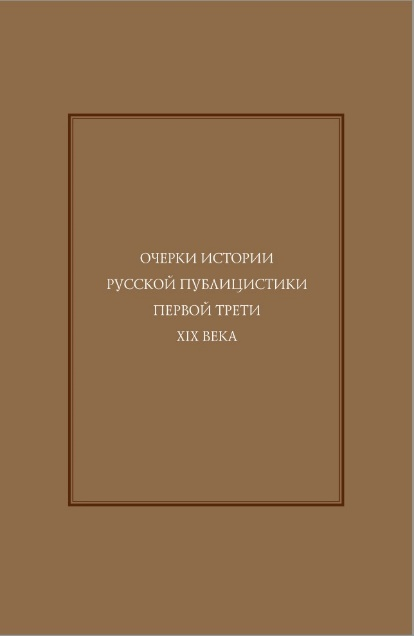 ОЧЕРКИ ИСТОРИИ
РУССКОЙ ПУБЛИЦИСТИКИ
ПЕРВОЙ ТРЕТИ
XIX ВЕКА